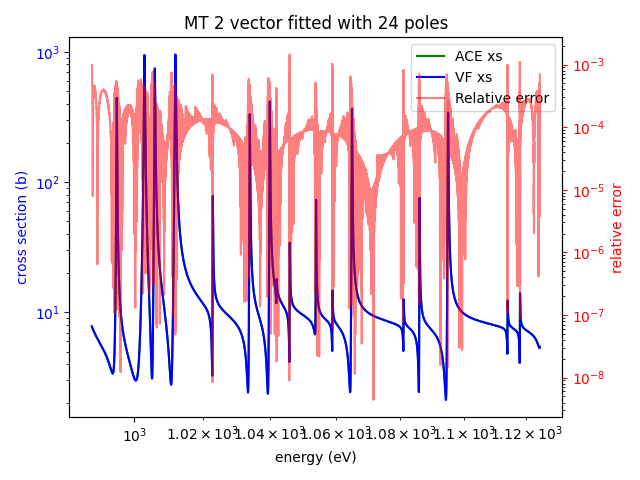 MT 2 vector fitted with 24 poles
ACE xs
VF xs
Relative error
10³
10²
10¹
cross section (b)
10⁻³
10⁻⁴
10⁻⁵
10⁻⁶
10⁻⁷
10⁻⁸
relative error
10³ 1.02×10³ 1.04×10³ 1.06×10³ 1.08×10³ 1.1×10³ 1.12×10³
energy (eV)